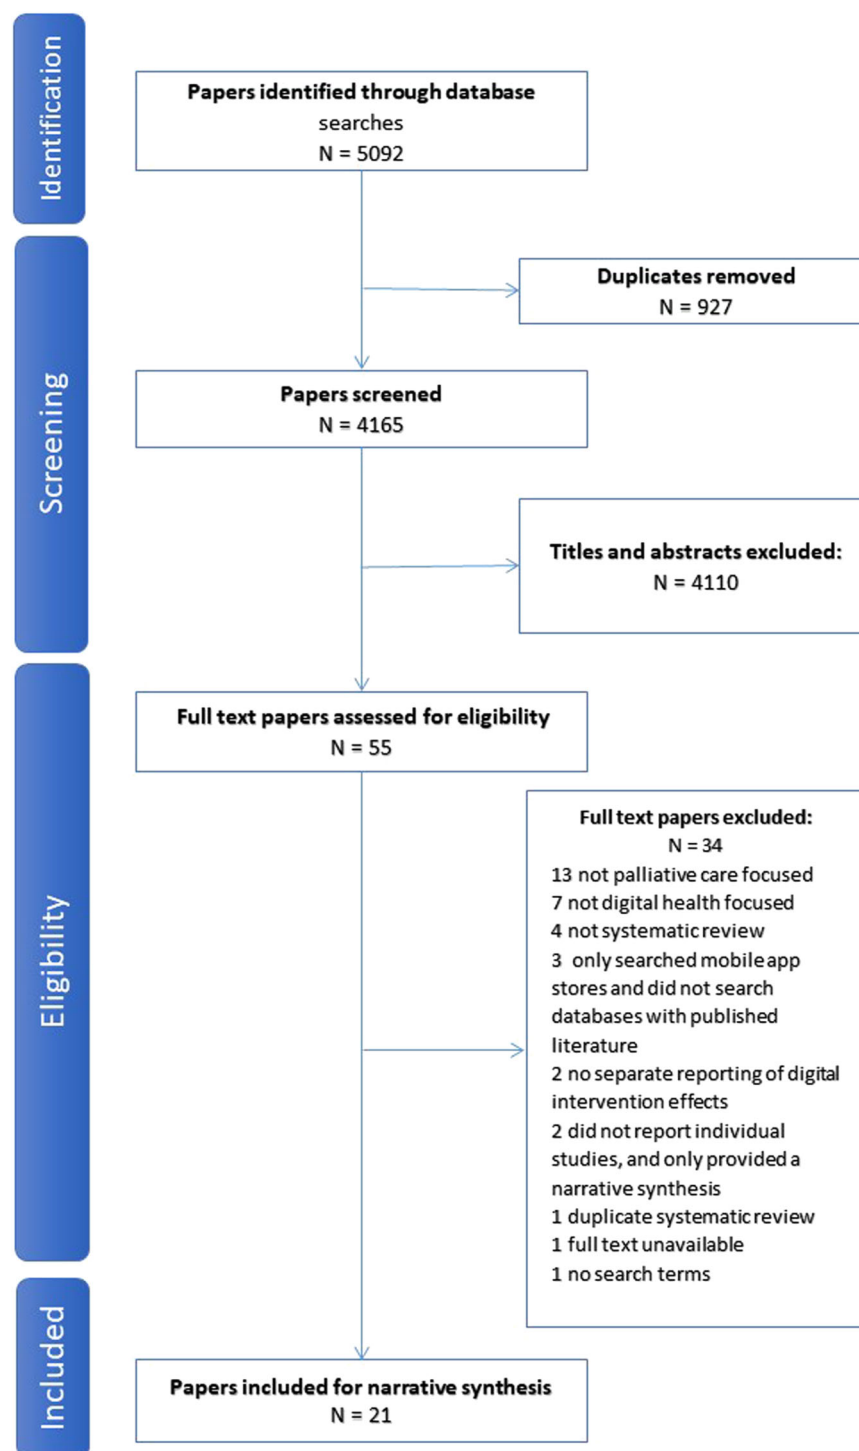 Identification
Papers identified through database
searches
N = 5092
Duplicates removed
N = 927
Screening
Papers screened
N = 4165
Titles and abstracts excluded:
N = 4110
Full text papers assessed for eligibility
N = 55
Eligibility
Full text papers excluded:
N = 34
13 not palliative care focused
7 not digital health focused
4 not systematic review
3 only searched mobile app
stores and did not search
databases with published
literature
2 no separate reporting of digital
intervention effects
2 did not report individual
studies, and only provided a
narrative synthesis
1 duplicate systematic review
1 full text unavailable
1 no search terms
Included
Papers included for narrative synthesis
N = 21